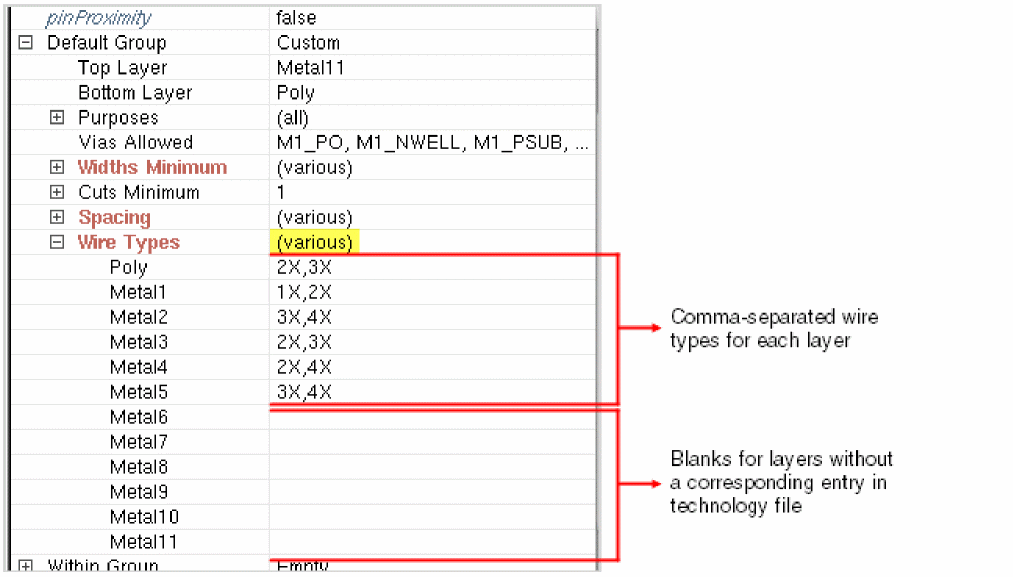 pinProximity false
Default Group Custom
Top Layer Metal11
Bottom Layer Poly
Purposes (all)
Vias Allowed M1_PO, M1_NWELL, M1_PSUB, ...
Widths Minimum (various)
Cuts Minimum 1
Spacing (various)
Wire Types (various)
Poly 2X,3X
Metal1 1X,2X
Metal2 3X,4X
Metal3 2X,3X
Metal4 2X,4X
Metal5 3X,4X
Metal6
Metal7
Metal8
Metal9
Metal10
Metal11
Within Group Empty
Comma-separated wire
types for each layer
Blanks for layers without
a corresponding entry in
technology file